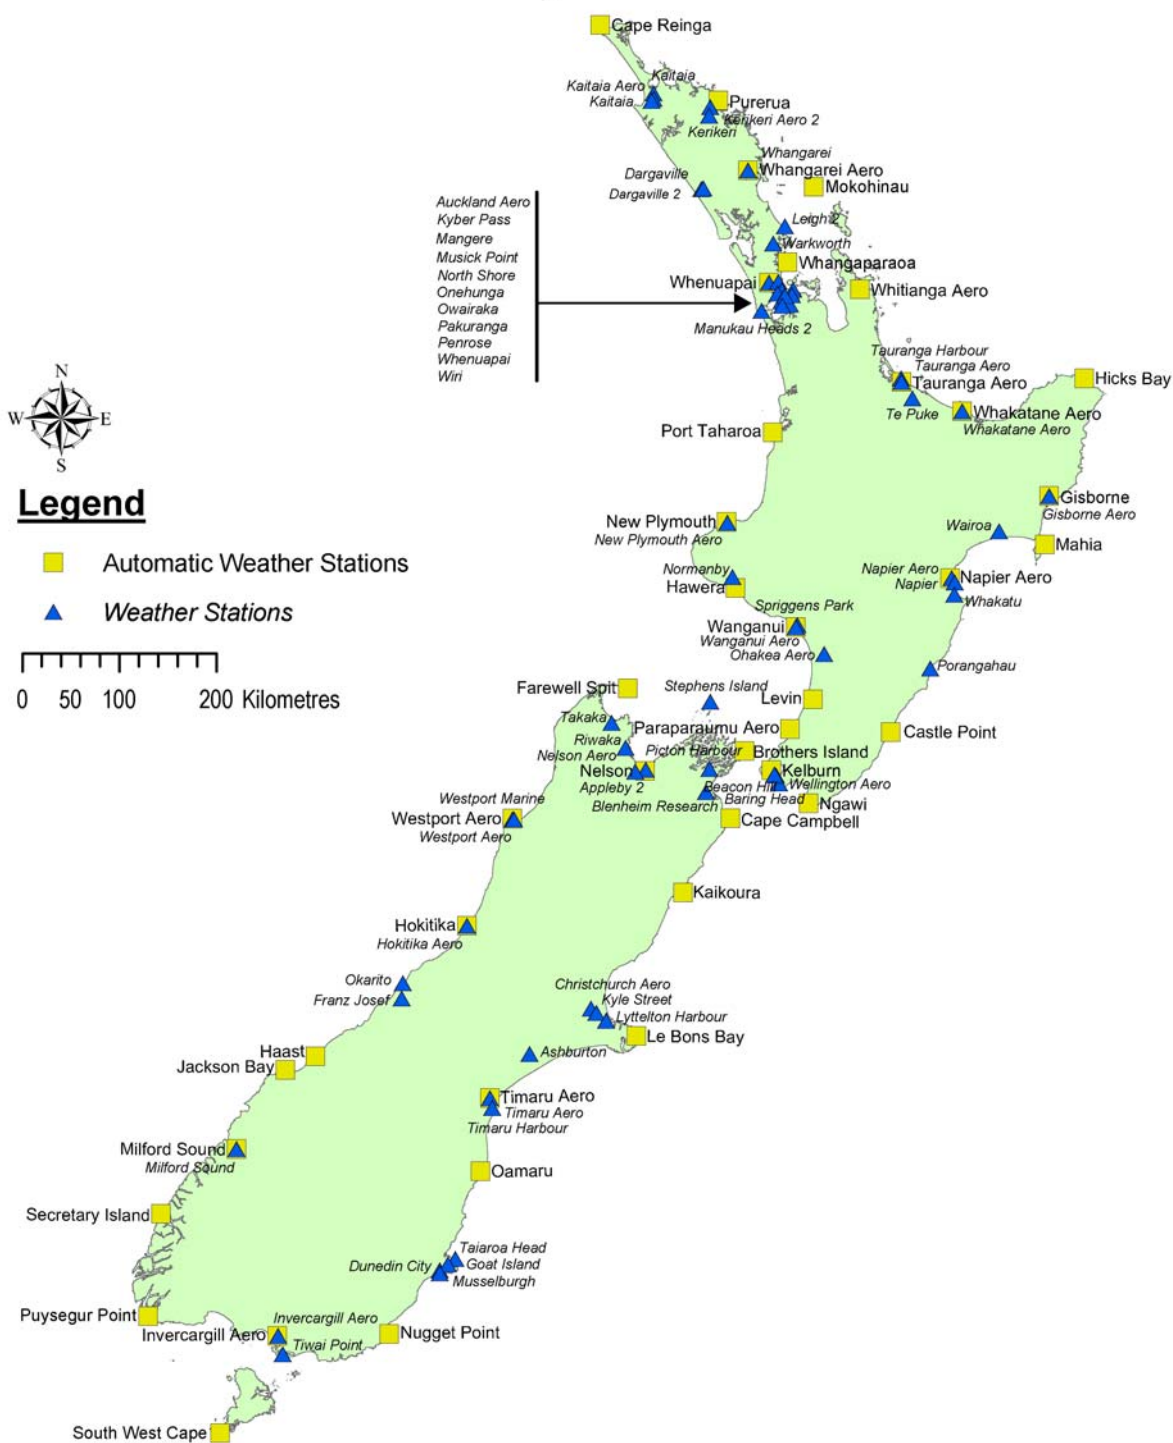 Cape Reinga
Kaitaia
Kaitaia Aero
Kaitaia
Purerua
Kerikeri Aero 2
Kerikeri
Whangarei
Whangarei Aero
Dargaville
Mokohinau
Dargaville 2
Auckland Aero
Kyber Pass
Mangere
Musick Point
North Shore
Onehunga
Owairaka
Pakuranga
Penrose
Whenuapai
Wiri
Leigh 2
Warkworth
Whangaparaoa
Whenuapai
Whitianga Aero
Manukau Heads 2
Tauranga Harbour
Tauranga Aero
Tauranga Aero
Hicks Bay
Te Puke
Whakatane Aero
Whakatane Aero
Port Taharoa
N
W
E
S
Legend
Automatic Weather Stations
Weather Stations
0 50 100 200 Kilometres
Gisborne
Gisborne Aero
New Plymouth
New Plymouth Aero
Wairoa
Mahia
Normanby
Hawera
Napier Aero
Napier Aero
Napier
Whakatu
Spriggens Park
Wanganui
Wanganui Aero
Ohakea Aero
Porangahau
Farewell Spit
Stephens Island
Levin
Takaka
Paraparaumu Aero
Castle Point
Riwaka
Nelson Aero
Picton Harbour
Brothers Island
Nelson
Kelburn
Appleby 2
Beacon Hill
Wellington Aero
Blenheim Research
Baring Head
Ngawi
Westport Marine
Westport Aero
Westport Aero
Cape Campbell
Kaikoura
Hokitika
Hokitika Aero
Okarito
Franz Josef
Christchurch Aero
Kyle Street
Lyttelton Harbour
Le Bons Bay
Haast
Ashburton
Jackson Bay
Timaru Aero
Timaru Aero
Timaru Harbour
Milford Sound
Milford Sound
Oamaru
Secretary Island
Taiaroa Head
Dunedin City
Goat Island
Musselburgh
Puysegur Point
Invercargill Aero
Invercargill Aero
Nugget Point
Tiwai Point
South West Cape